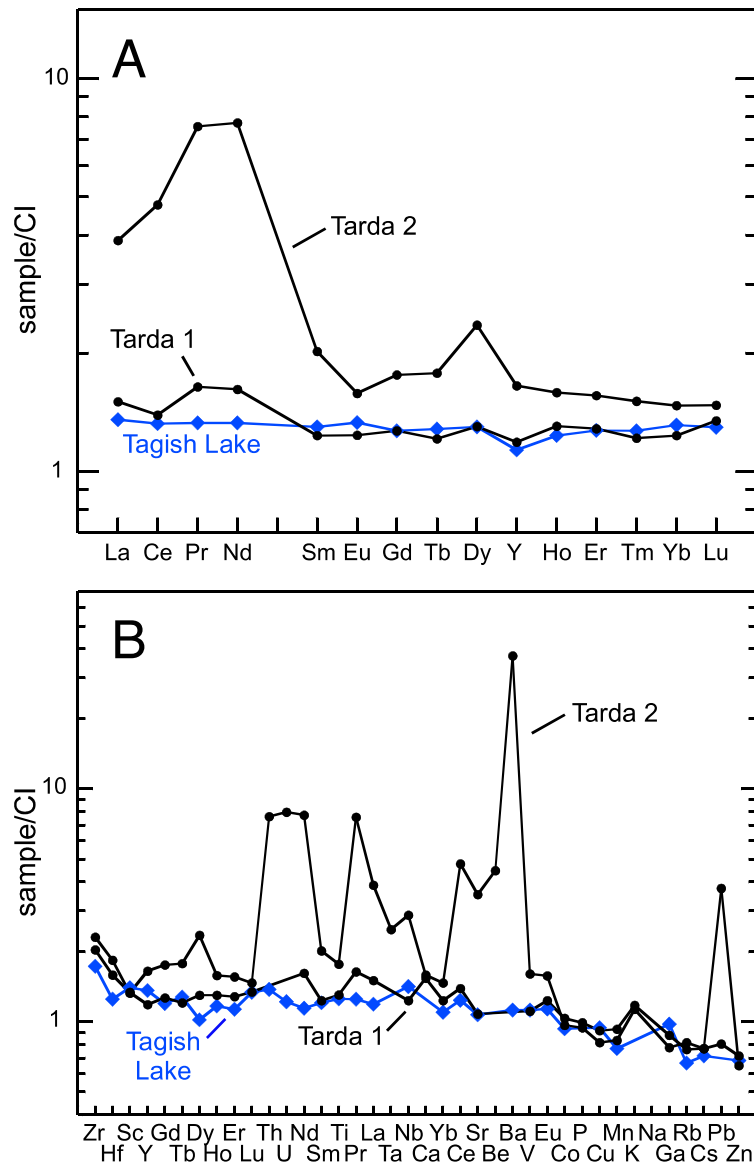 A
10
sample/CI
Tarda 2
Tarda 1
Tagish Lake
1
La Ce Pr Nd Sm Eu Gd Tb Dy Y Ho Er Tm Yb Lu
B
Tarda 2
10
sample/CI
1
Tagish
Lake
Tarda 1
Zr Sc Gd Dy Er Th Nd Ti La Nb Yb Sr Ba Eu P Mn Na Rb Pb
Hf Y Tb Ho Lu U Sm Pr Ta Ca Ce Be V Co Cu K Ga Cs Zn